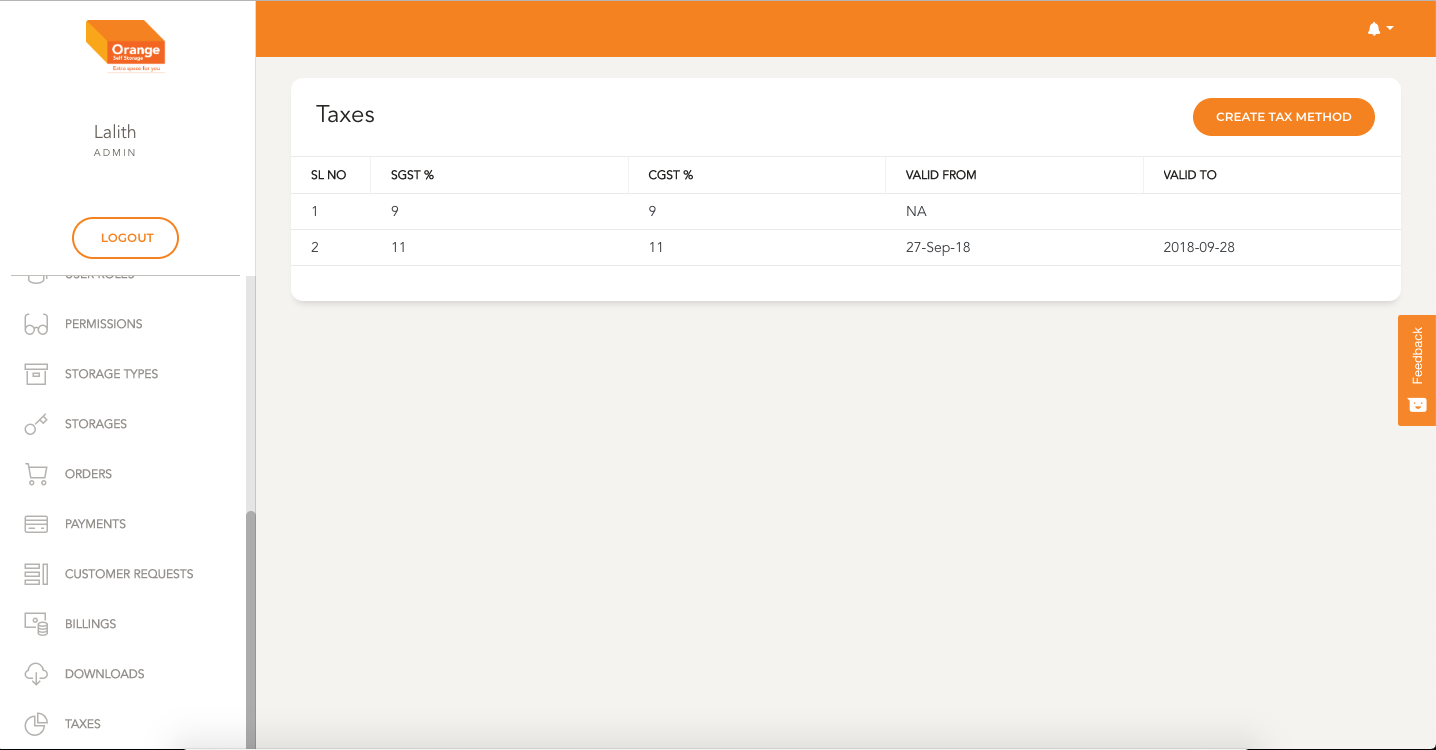 Orange
Self Storage
Extra space for you
Lalith
ADMIN
LOGOUT
USER ROLES
PERMISSIONS
STORAGE TYPES
STORAGES
ORDERS
PAYMENTS
CUSTOMER REQUESTS
BILLINGS
DOWNLOADS
TAXES
Taxes
CREATE TAX METHOD
SL NO SGST % CGST % VALID FROM VALID TO
1 9 9 NA
2 11 11 27-Sep-18 2018-09-28
Feedback